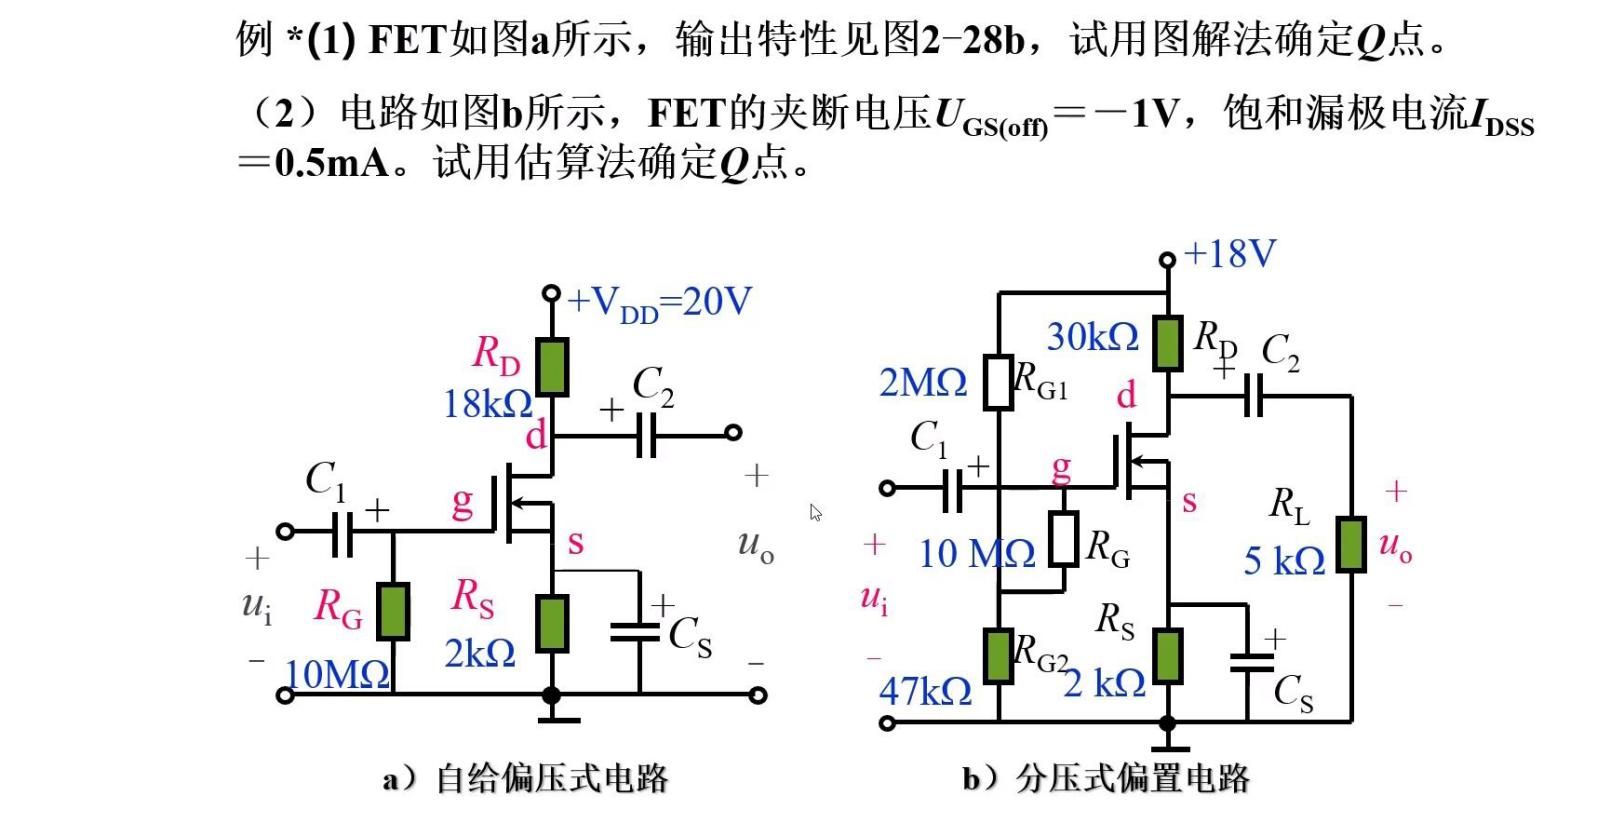 例 *(1) FET如图a所示，输出特性见图2-28b，试用图解法确定Q点。
（2）电路如图b所示，FET的夹断电压UGS(off)＝－1V，饱和漏极电流IDSS
＝0.5mA。试用估算法确定Q点。
+VDD=20V
RD
18kΩ
C2
+
d
C1
+
g
s
+
ui
−
RG
10MΩ
RS
2kΩ
+
CS
+
uo
−
a）自给偏压式电路
+18V
30kΩ
RD
2MΩ
RG1
d
+
C2
C1
+
g
s
10 MΩ
RG
RL
5 kΩ
+
uo
−
+
ui
−
RG2
47kΩ
RS
2 kΩ
+
CS
b）分压式偏置电路